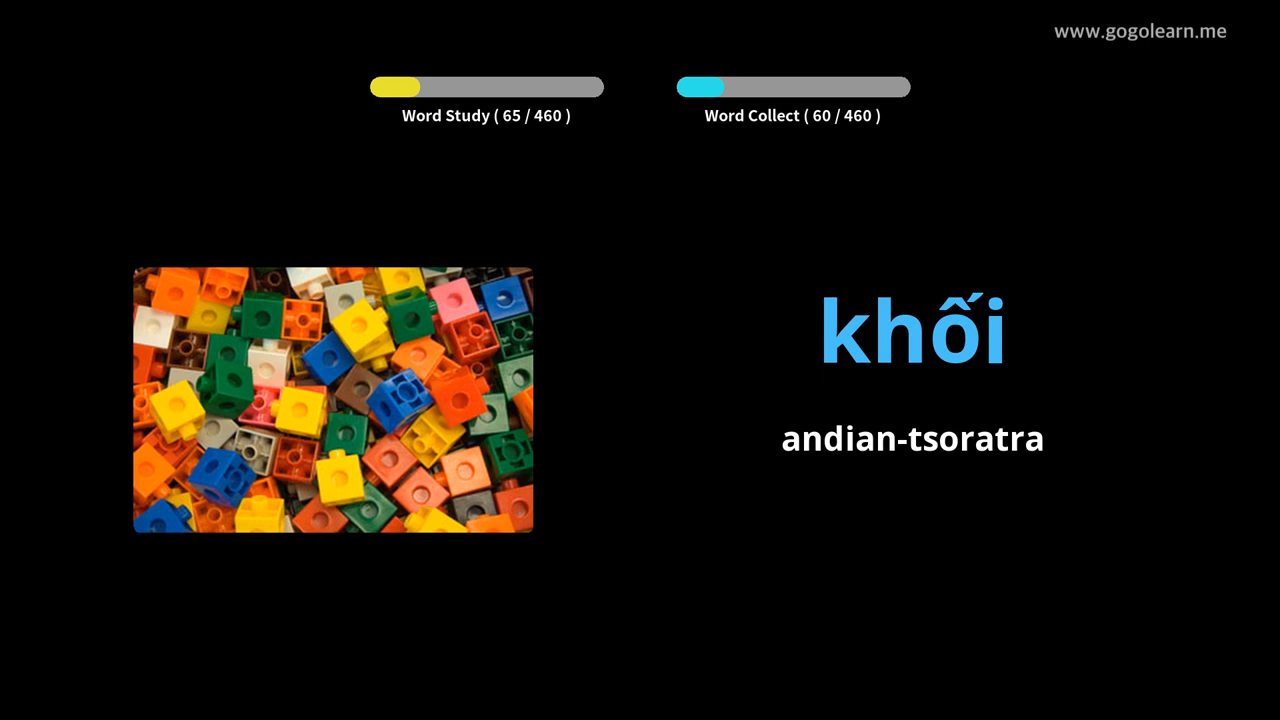 www.gogolearn.me
Word Study ( 65 / 460 )
Word Collect ( 60 / 460 )
khối
andian-tsoratra